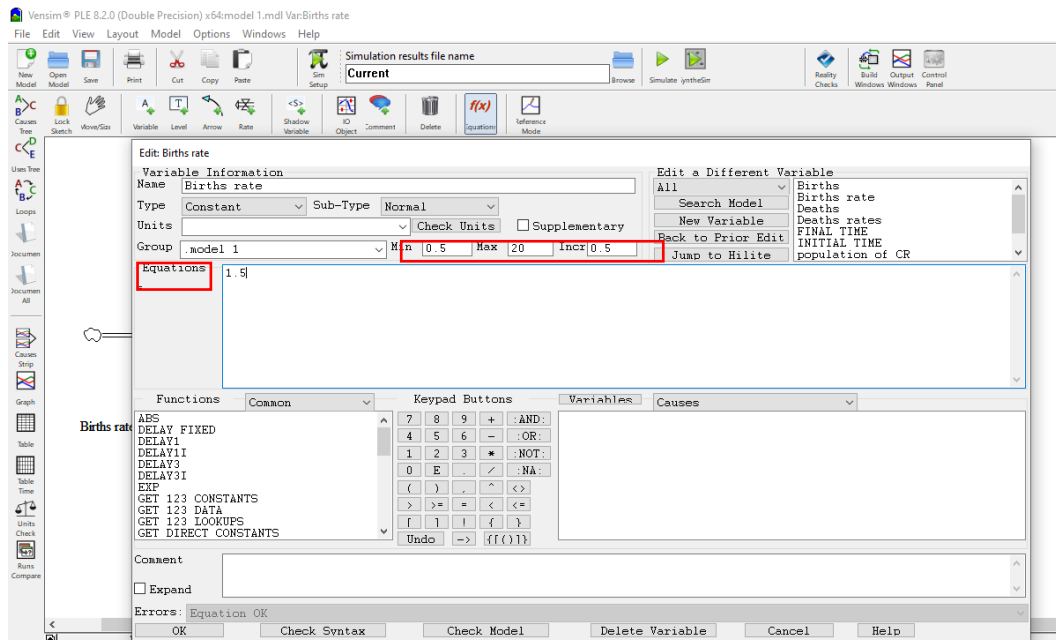 Vensim® PLE 8.2.0 (Double Precision) x64:model 1.mdl Var:Births rate
File Edit View Layout Model Options Windows Help
Simulation results file name
Current
New Model Open Model Save Print Cut Copy Paste Sim Setup Browse Simulate iyntheSin Reality Checks Build Windows Output Windows Control Panel
Causes Tree Lock Sketch Move/Size Variable Level Arrow Rate Shadow Variable IO Object Comment Delete Equations Reference Mode
f(x)
<S>
Uses Tree
Loops
Documen
Documen All
Causes Strip
Graph
Table
Table Time
Units Check
Runs Compare
Births rate
Edit: Births rate
Variable Information
Name Births rate
Type Constant Sub-Type Normal
Units Check Units Supplementary
Group .model 1 Min 0.5 Max 20 Incr 0.5
Edit a Different Variable
All
Search Model
New Variable
Back to Prior Edit
Jump to Hilite
Births
Births rate
Deaths
Deaths rates
FINAL TIME
INITIAL TIME
population of CR
Equations
1.5
Functions Common Keypad Buttons Variables Causes
ABS
DELAY FIXED
DELAY1
DELAY1I
DELAY3
DELAY3I
EXP
GET 123 CONSTANTS
GET 123 DATA
GET 123 LOOKUPS
GET DIRECT CONSTANTS
7 8 9 + :AND:
4 5 6 - :OR:
1 2 3 * :NOT:
0 E . / :NA:
( ) , ^ <>
> >= = < <=
[ ] ! { }
Undo -> {[()]}
Comment
Expand
Errors: Equation OK
OK Check Syntax Check Model Delete Variable Cancel Help